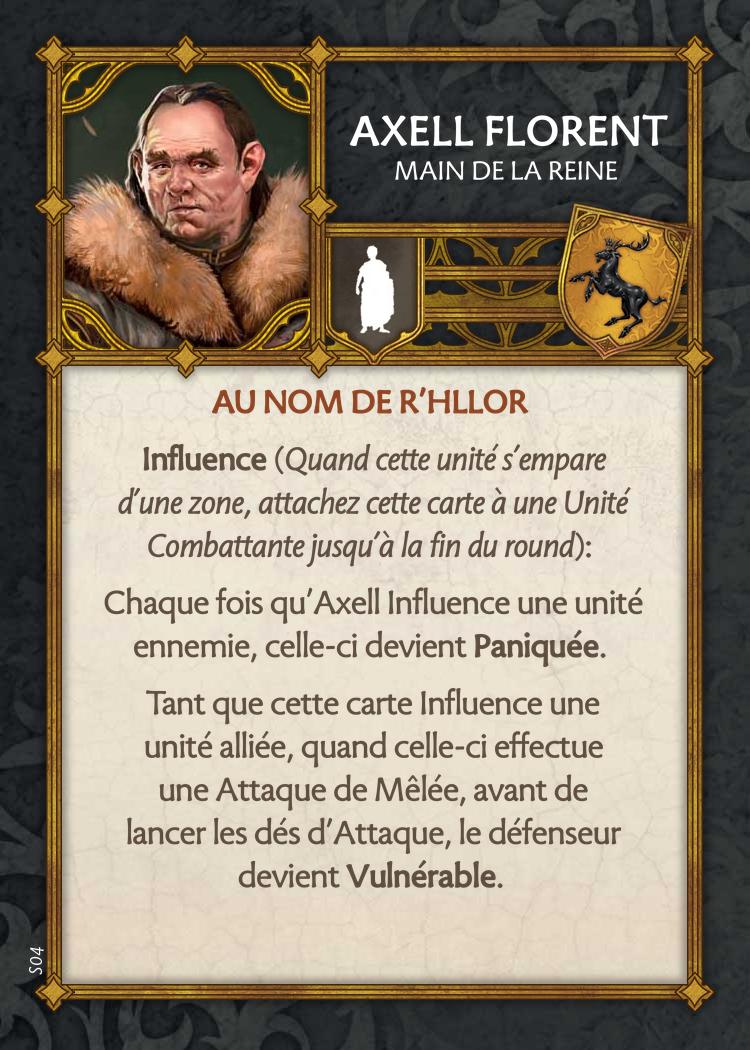 AXELL FLORENT
MAIN DE LA REINE
AU NOM DE R’HLLOR
Influence (Quand cette unité s’empare
d’une zone, attachez cette carte à une Unité
Combattante jusqu’à la fin du round):
Chaque fois qu’Axell Influence une unité
ennemie, celle-ci devient Paniquée.
Tant que cette carte Influence une
unité alliée, quand celle-ci effectue
une Attaque de Mêlée, avant de
lancer les dés d’Attaque, le défenseur
devient Vulnérable.
S04